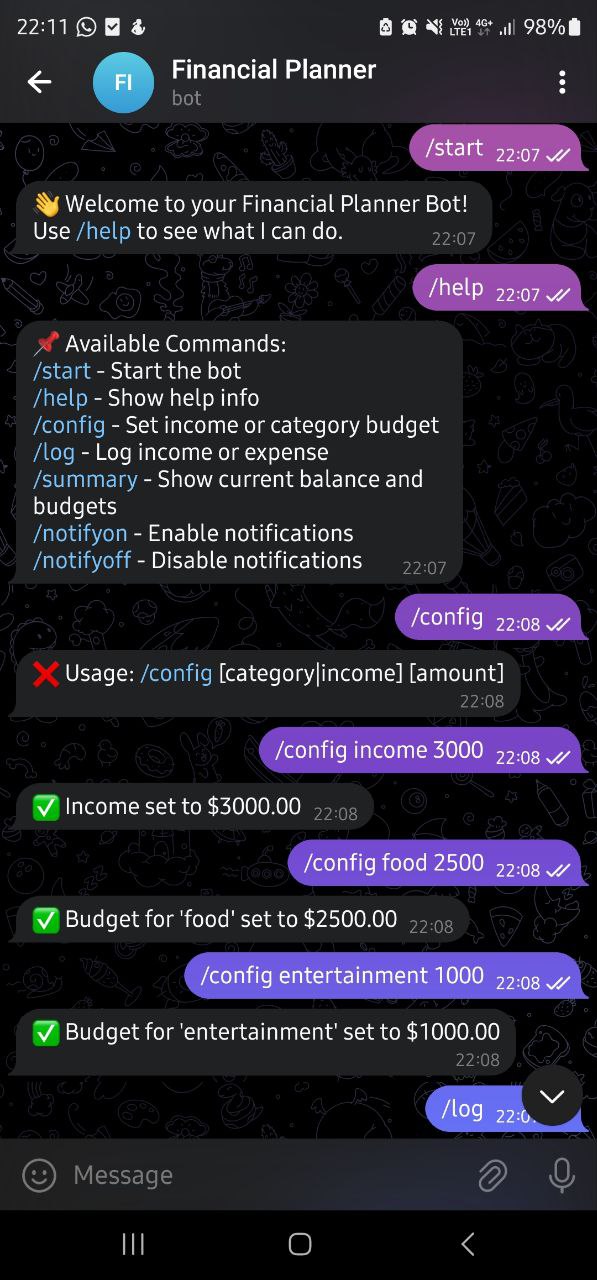 22:11 Vo)) LTE1 4G+ 98%
FI Financial Planner
bot
/start 22:07
👋 Welcome to your Financial Planner Bot!
Use /help to see what I can do. 22:07
/help 22:07
📌 Available Commands:
/start - Start the bot
/help - Show help info
/config - Set income or category budget
/log - Log income or expense
/summary - Show current balance and
budgets
/notifyon - Enable notifications
/notifyoff - Disable notifications 22:07
/config 22:08
❌ Usage: /config [category|income] [amount]
22:08
/config income 3000 22:08
✅ Income set to $3000.00 22:08
/config food 2500 22:08
✅ Budget for 'food' set to $2500.00 22:08
/config entertainment 1000 22:08
✅ Budget for 'entertainment' set to $1000.00
22:08
/log
Message